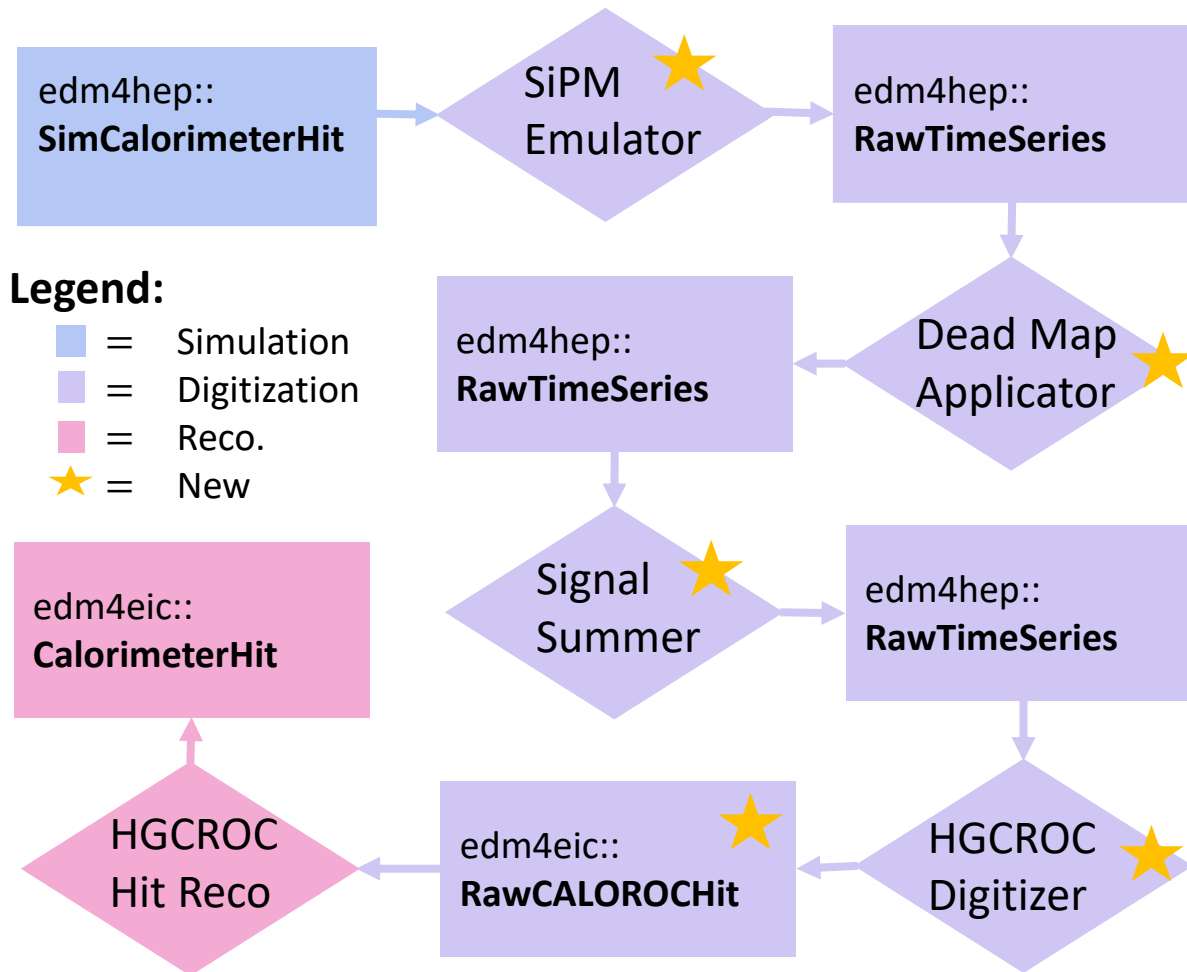 edm4hep::
SimCalorimeterHit
SiPM
Emulator
edm4hep::
RawTimeSeries
Legend:
= Simulation
= Digitization
= Reco.
= New
edm4hep::
RawTimeSeries
Dead Map
Applicator
Signal
Summer
edm4hep::
RawTimeSeries
edm4eic::
CalorimeterHit
HGCROC
Hit Reco
edm4eic::
RawCALOROCHit
HGCROC
Digitizer